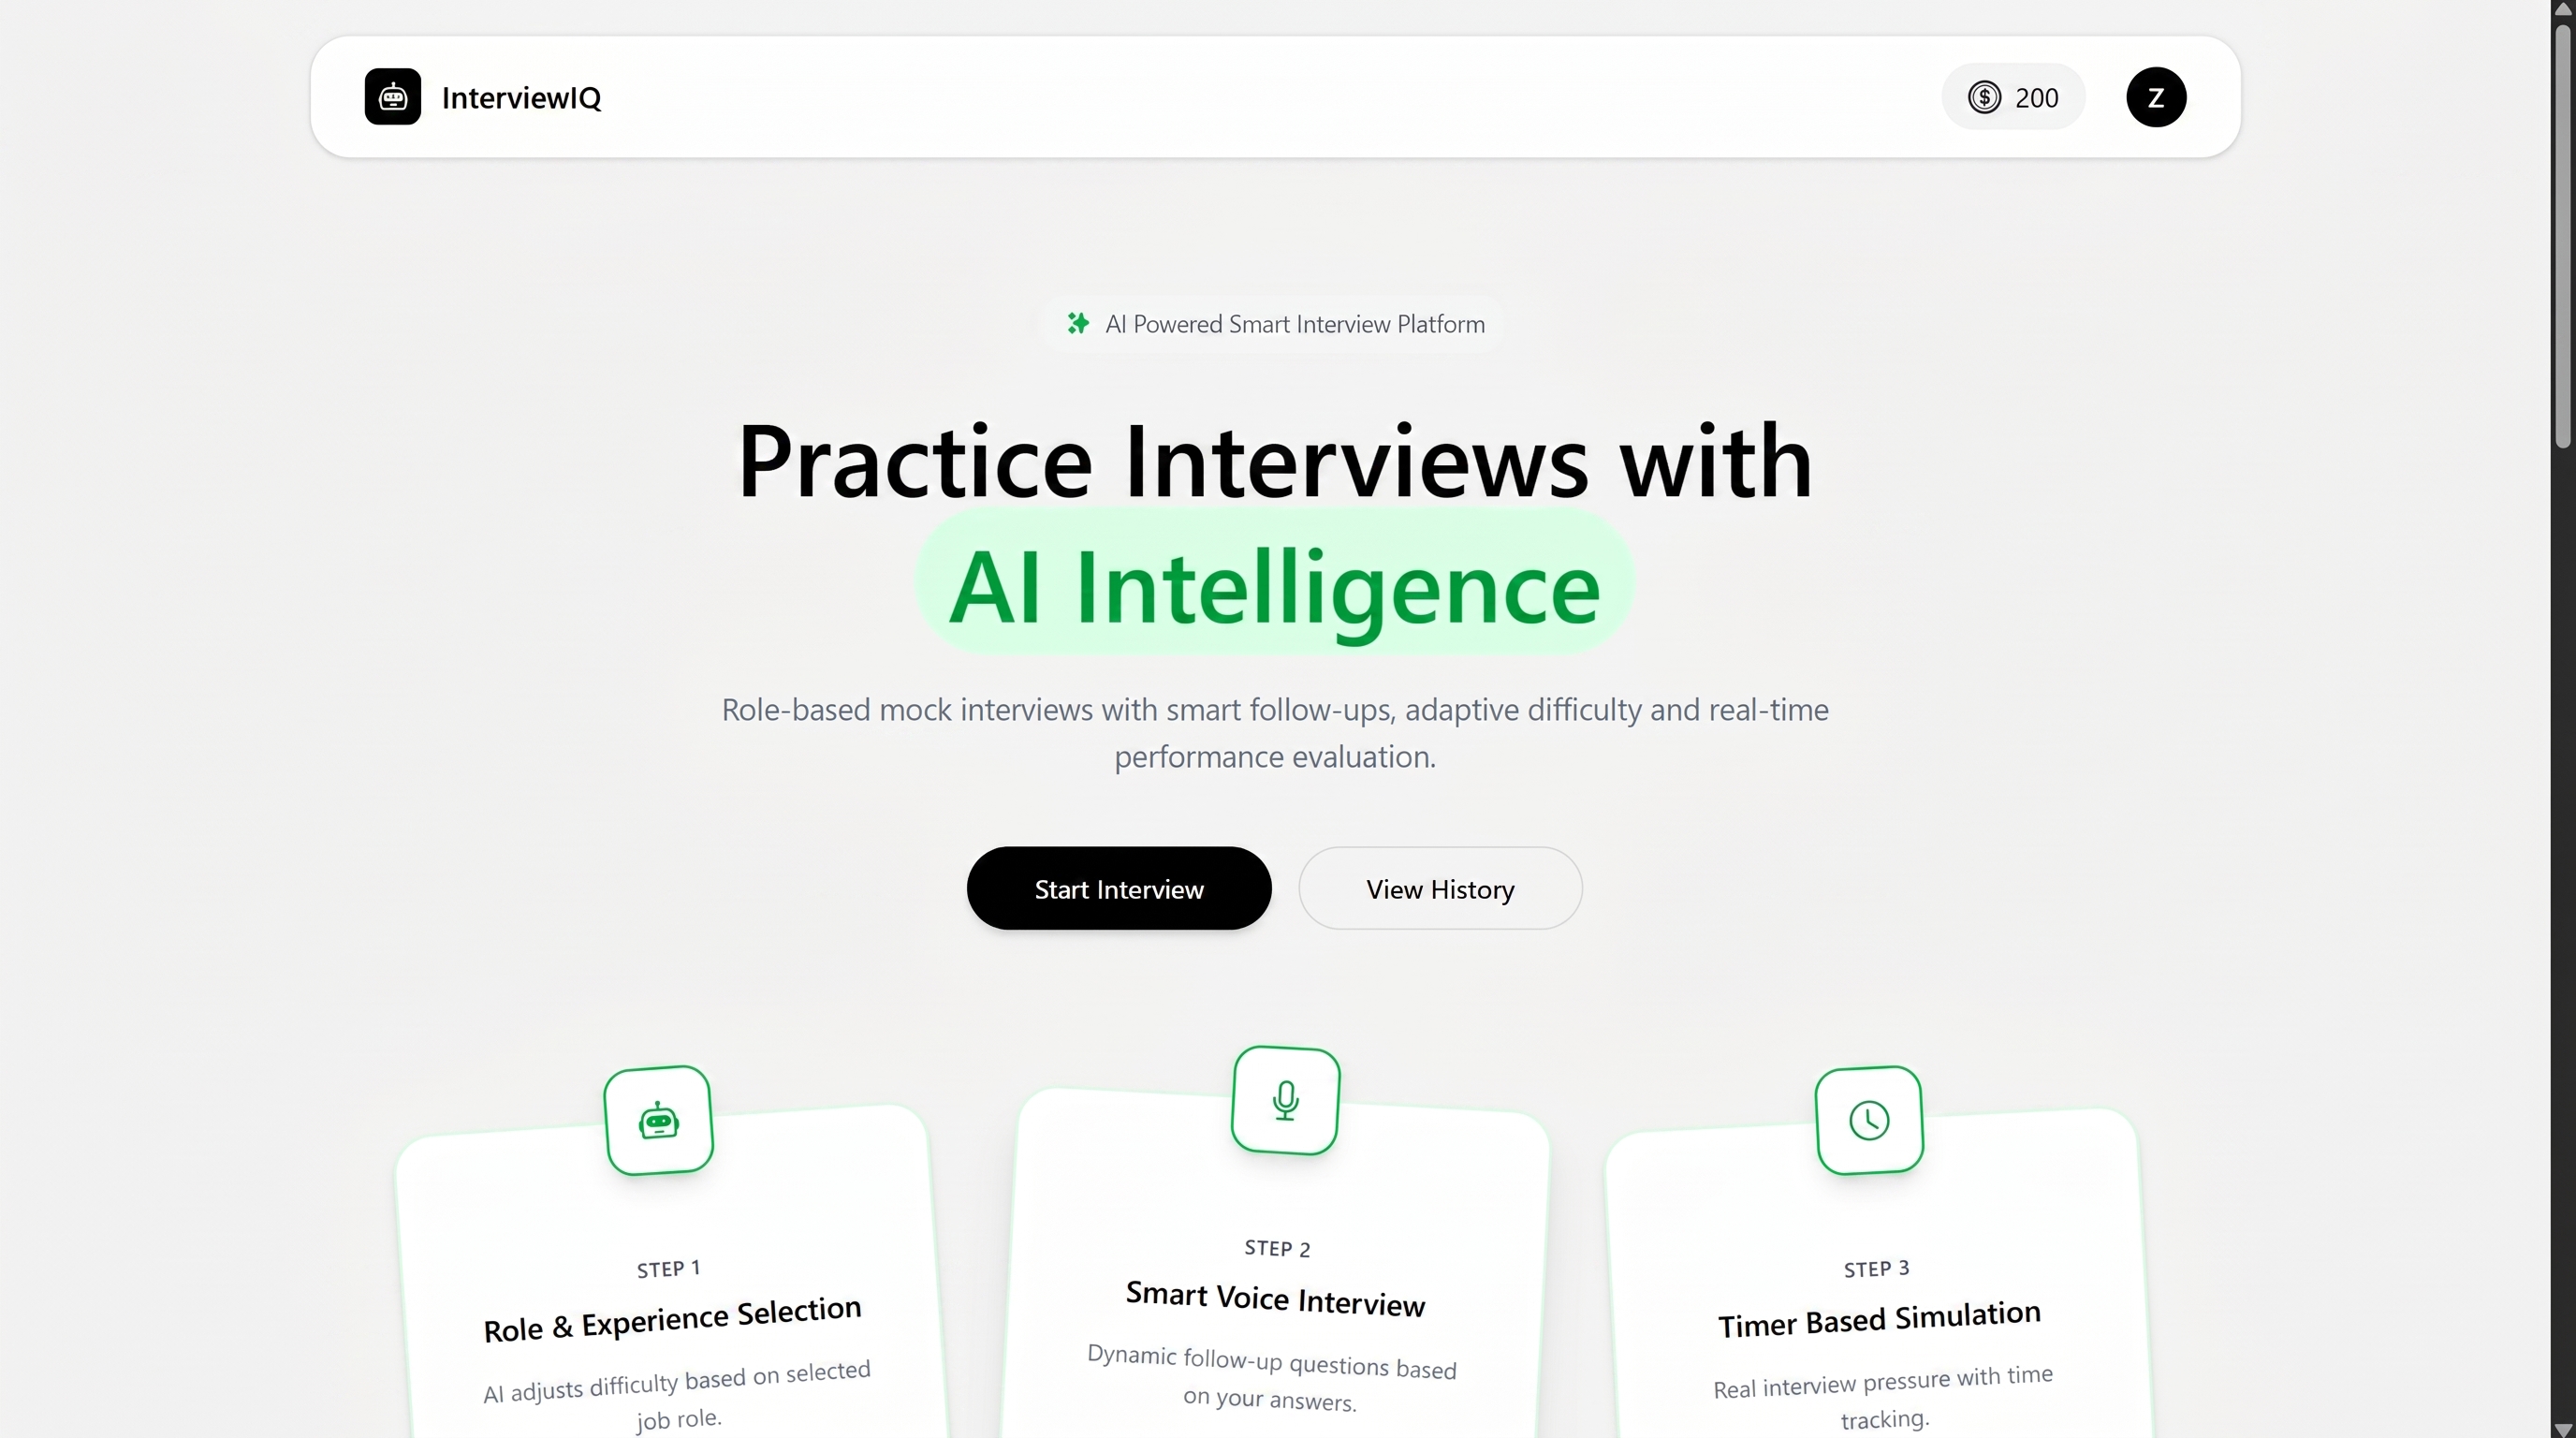 InterviewIQ
200
Z
AI Powered Smart Interview Platform
Practice Interviews with
AI Intelligence
Role-based mock interviews with smart follow-ups, adaptive difficulty and real-time
performance evaluation.
Start Interview
View History
STEP 1
Role & Experience Selection
AI adjusts difficulty based on selected
job role.
STEP 2
Smart Voice Interview
Dynamic follow-up questions based
on your answers.
STEP 3
Timer Based Simulation
Real interview pressure with time
tracking.